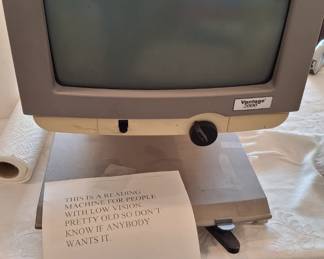 Vantage
2000
THIS IS A READING
MACHINE FOR PEOPLE
WITH LOW VISION.
PRETTY OLD SO DON'T
KNOW IF ANYBODY
WANTS IT.